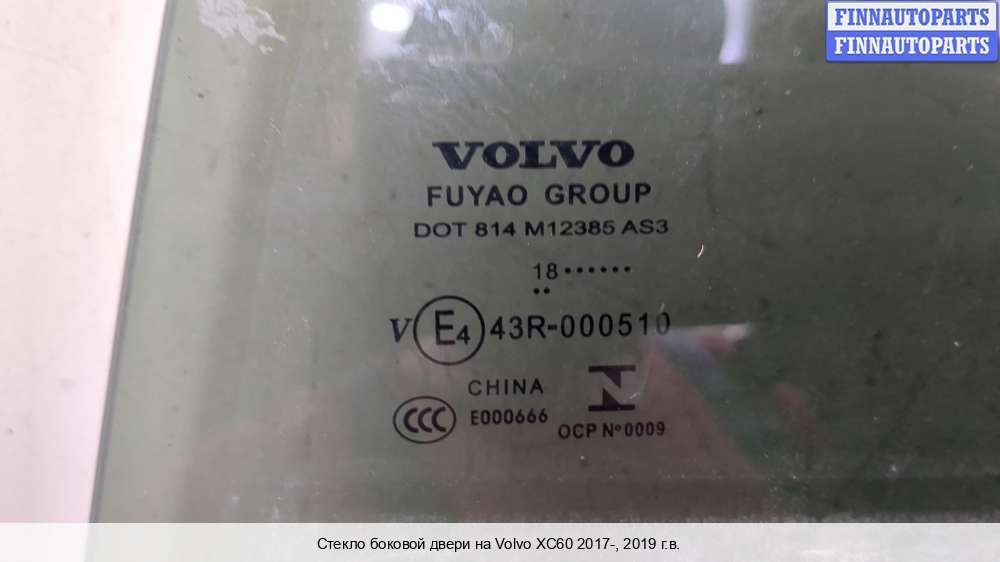 FINNAUTOPARTS
FINNAUTOPARTS
VOLVO
FUYAO GROUP
DOT 814 M12385 AS3
18••••••
••
V E4 43R-000510
CHINA
CCC E000666
OCP Nº0009
Стекло боковой двери на Volvo XC60 2017-, 2019 г.в.